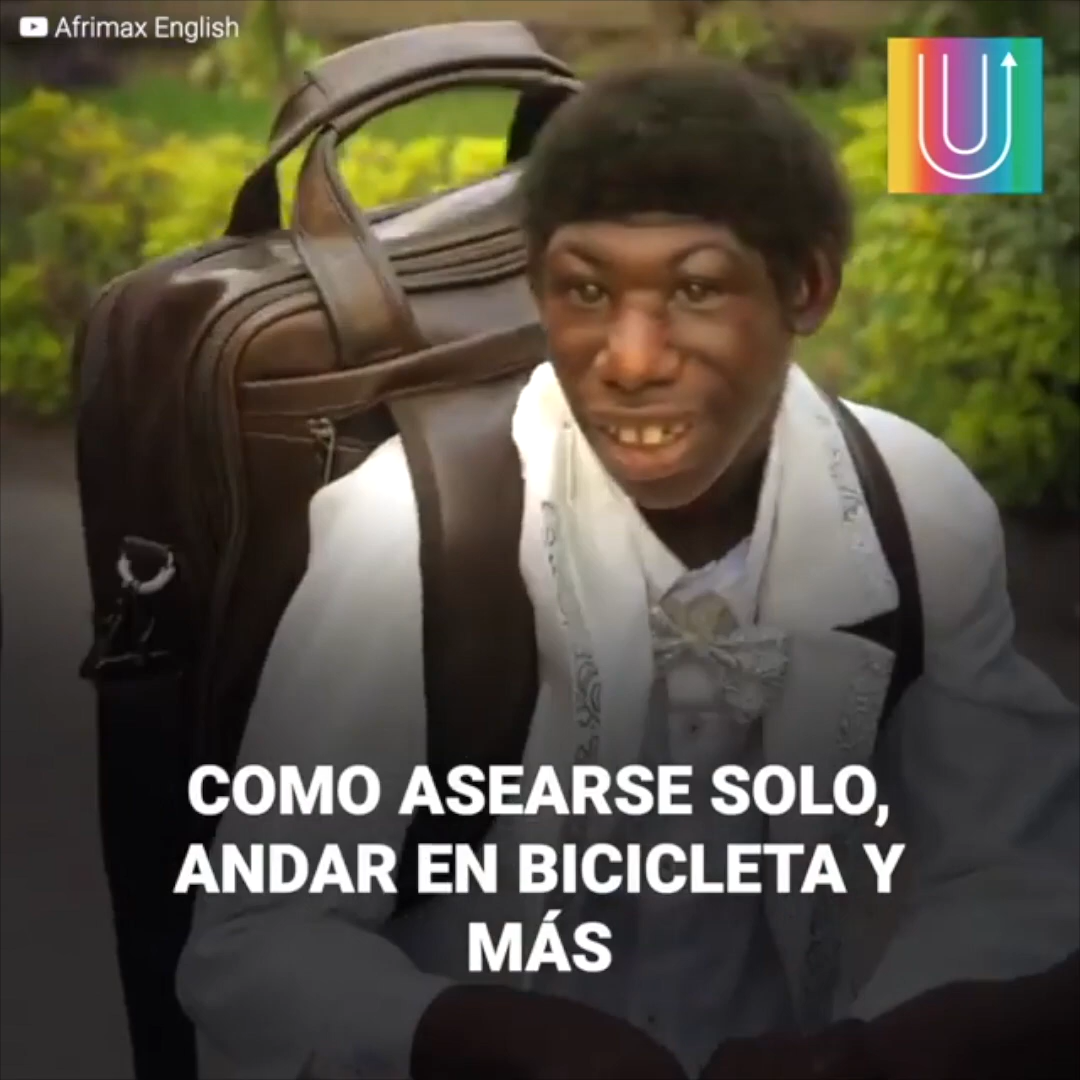 Afrimax English
U
COMO ASEARSE SOLO,
ANDAR EN BICICLETA Y
MÁS